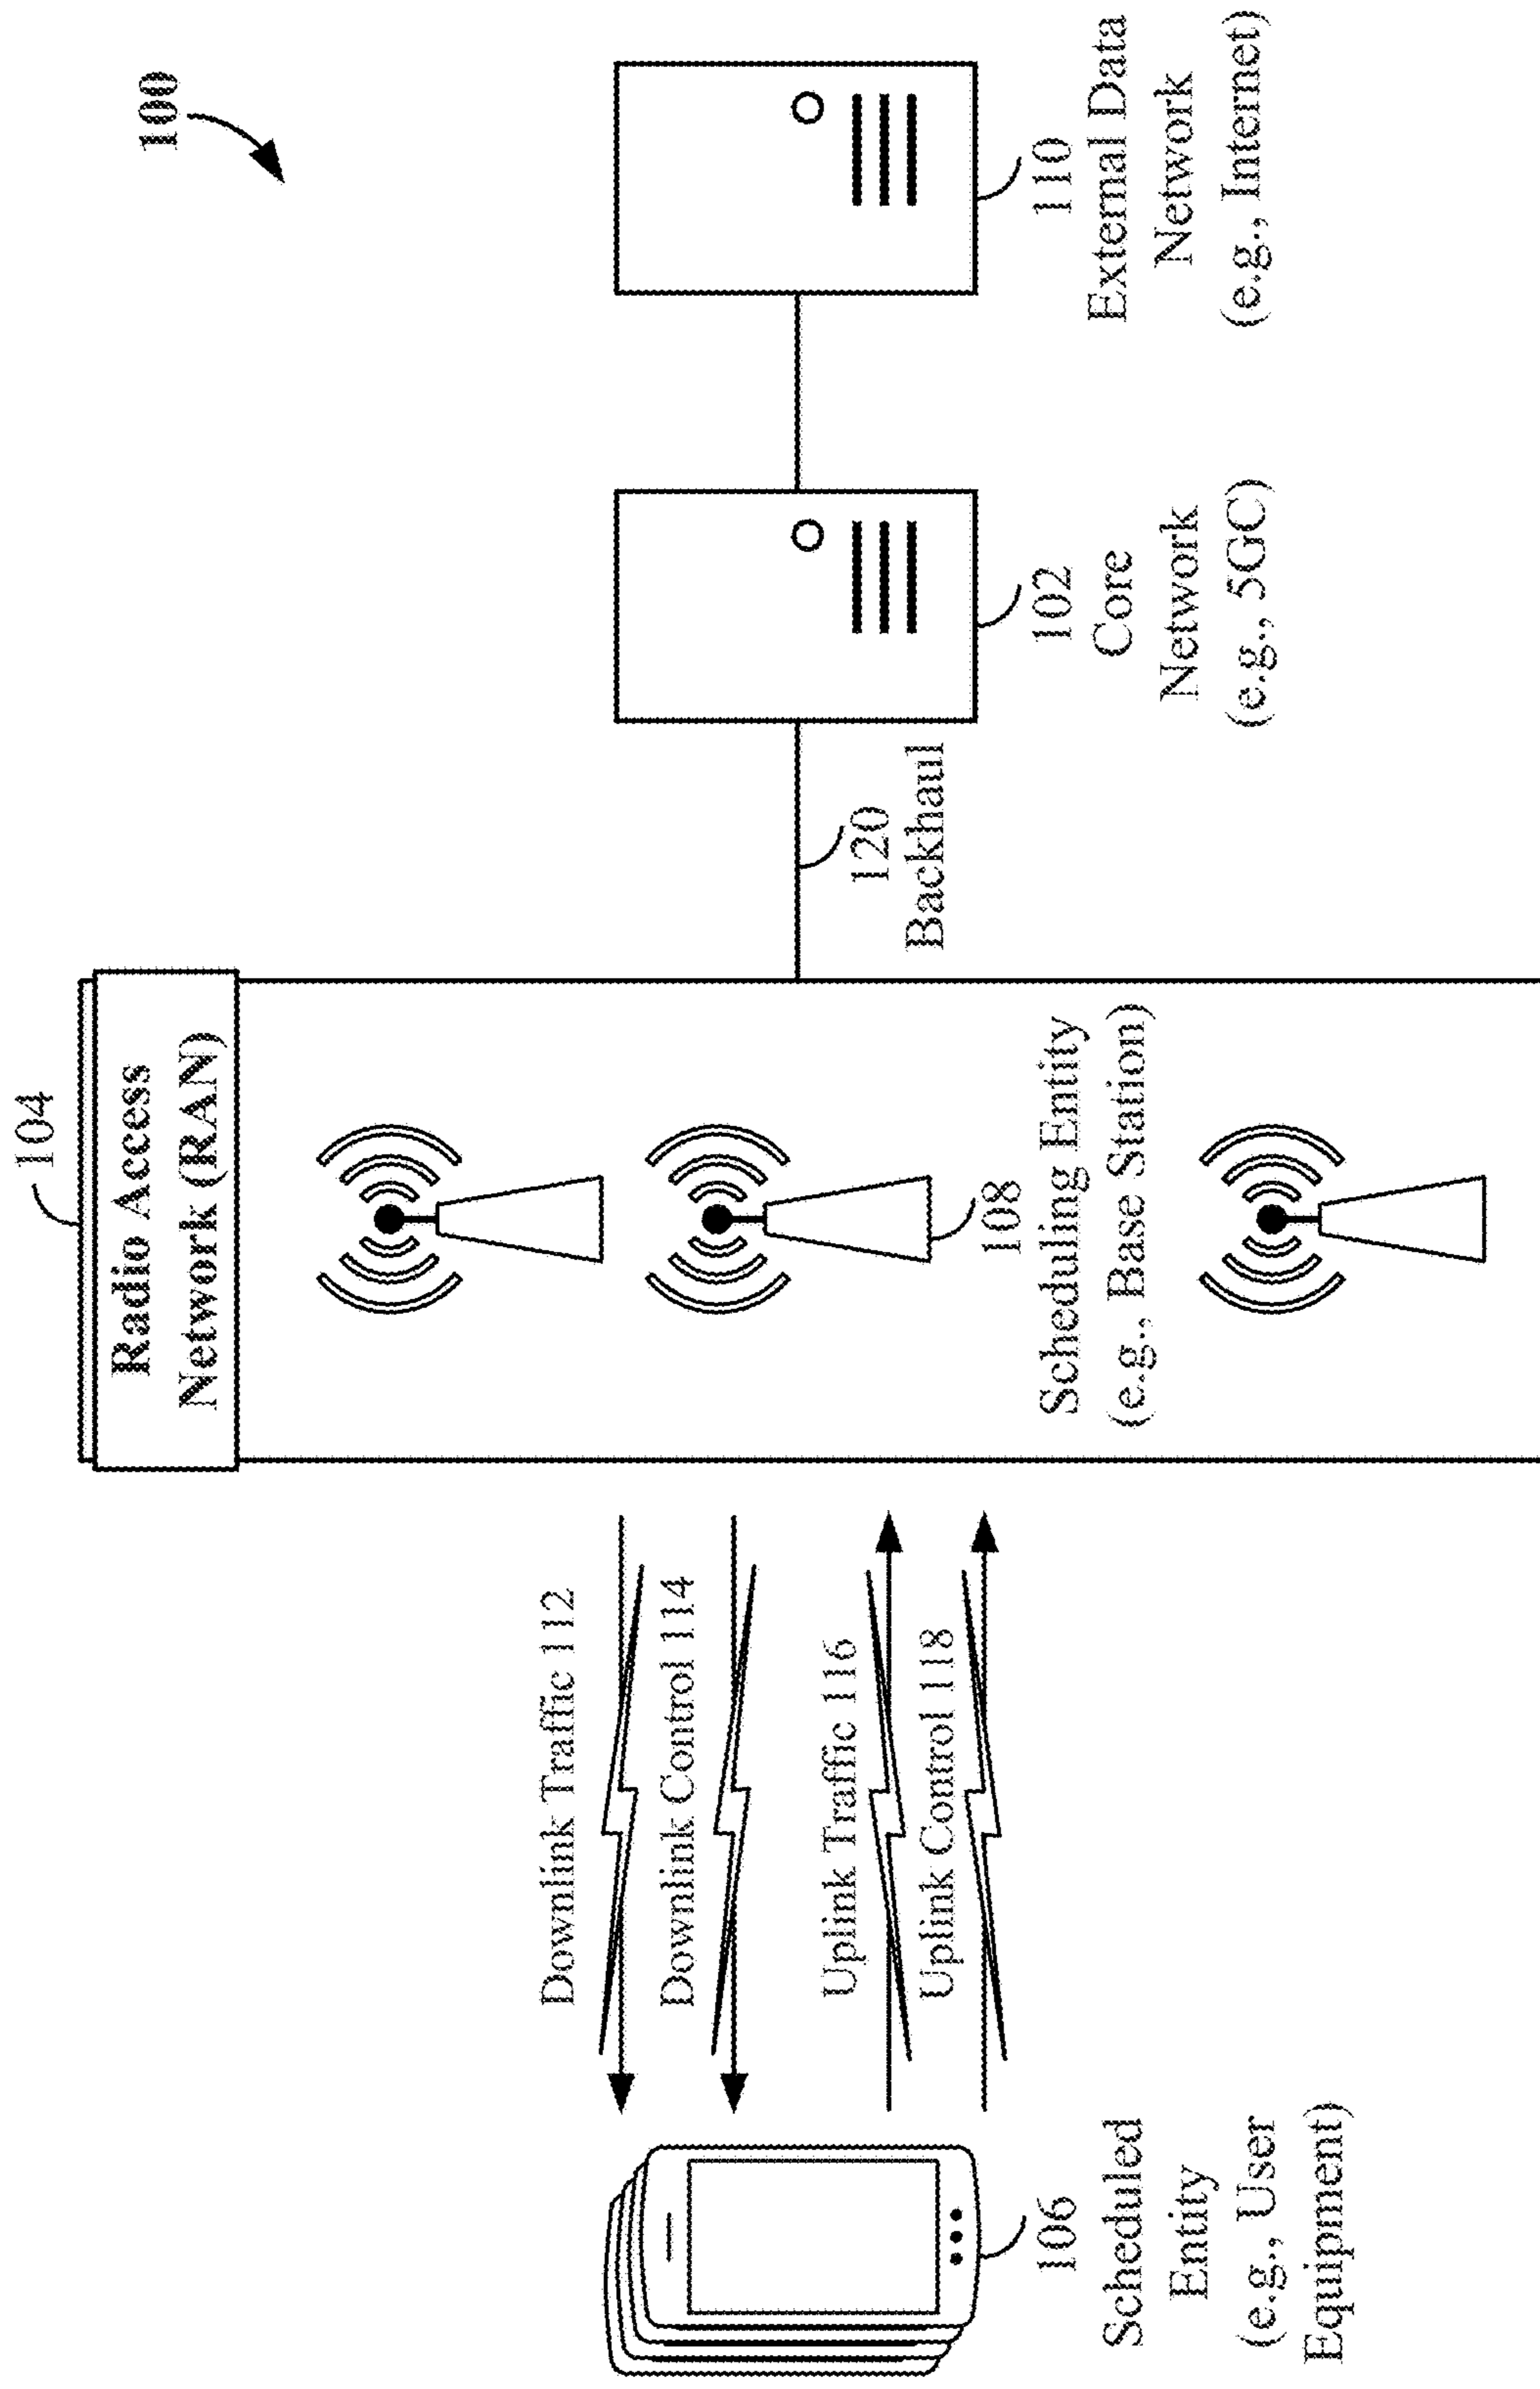 100
104
Radio Access
Network (RAN)
Downlink Traffic 112
Downlink Control 114
Uplink Traffic 116
Uplink Control 118
106
Scheduled
Entity
(e.g., User
Equipment)
108
Scheduling Entity
(e.g., Base Station)
120
Backhaul
102
Core
Network
(e.g., 5GC)
110
External Data
Network
(e.g., Internet)